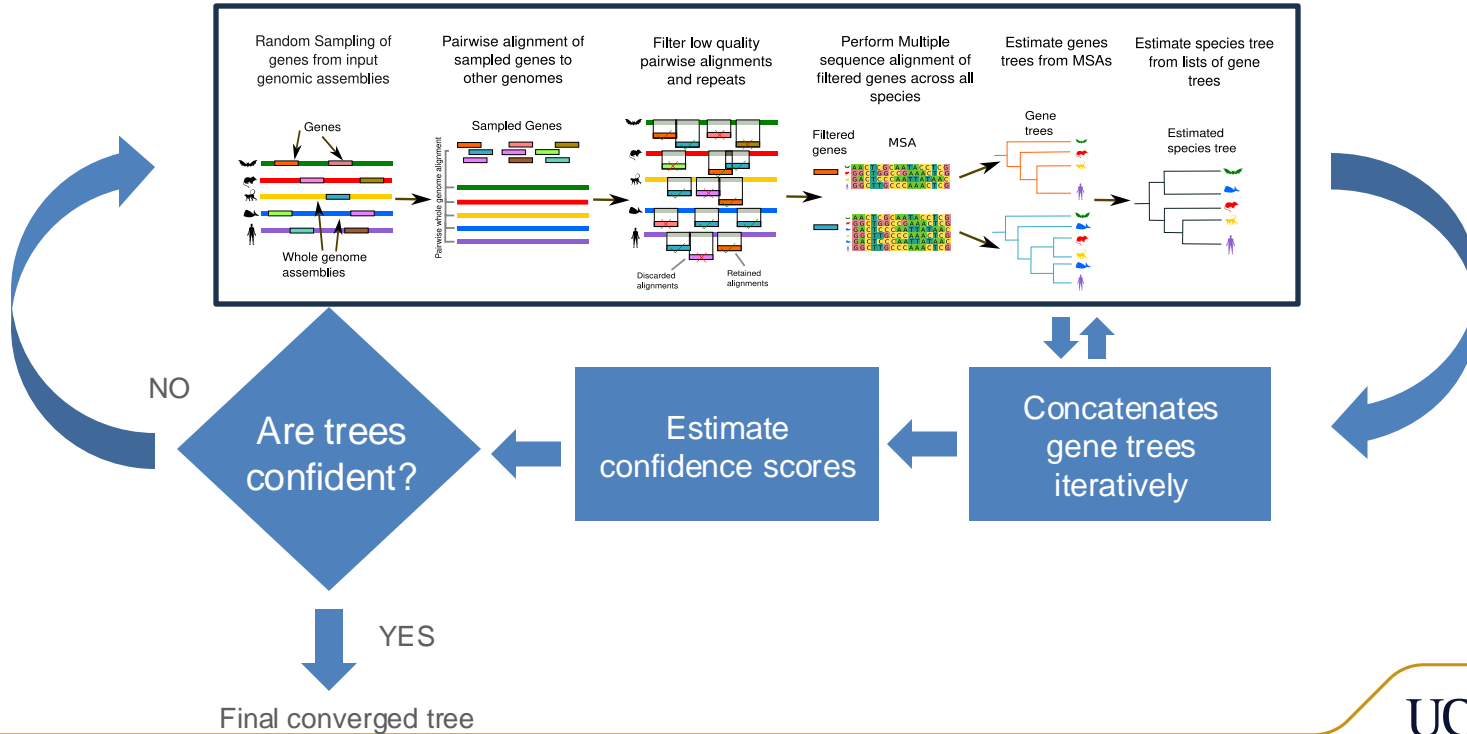 Random Sampling of
genes from input
genomic assemblies
Genes
Whole genome
assemblies
Pairwise alignment of
sampled genes to
other genomes
Sampled Genes
Pairwise whole genome alignment
Filter low quality
pairwise alignments
and repeats
Discarded
alignments
Retained
alignments
Perform Multiple
sequence alignment of
filtered genes across all
species
Filtered
genes
MSA
Estimate genes
trees from MSAs
Gene
trees
Estimate species tree
from lists of gene
trees
Estimated
species tree
NO
Are trees
confident?
Estimate
confidence scores
Concatenates
gene trees
iteratively
YES
Final converged tree